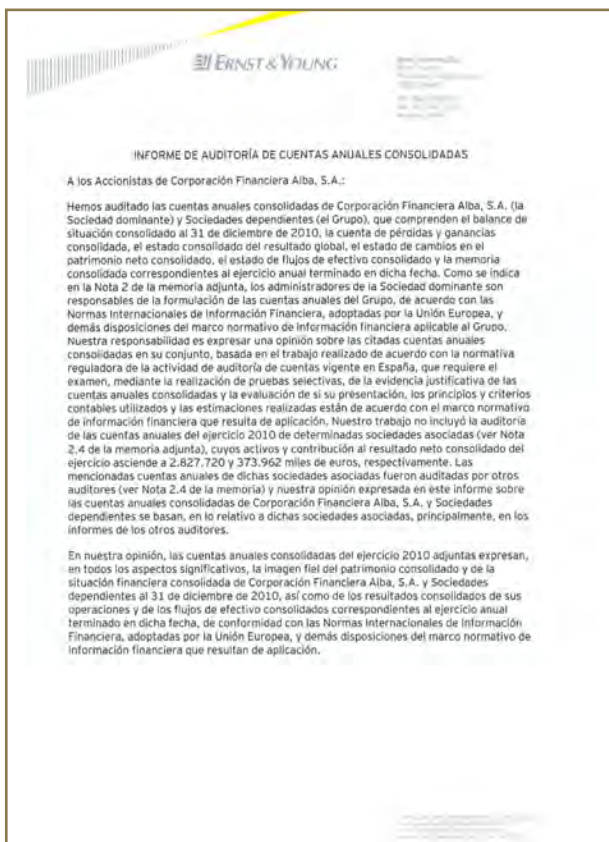 ERNST & YOUNG
INFORME DE AUDITORÍA DE CUENTAS ANUALES CONSOLIDADAS
A los Accionistas de Corporación Financiera Alba, S.A.:
Hemos auditado las cuentas anuales consolidadas de Corporación Financiera Alba, S.A. (la
Sociedad dominante) y Sociedades dependientes (el Grupo), que comprenden el balance de
situación consolidado al 31 de diciembre de 2010, la cuenta de pérdidas y ganancias
consolidada, el estado consolidado del resultado global, el estado de cambios en el
patrimonio neto consolidado, el estado de flujos de efectivo consolidado y la memoria
consolidada correspondientes al ejercicio anual terminado en dicha fecha. Como se indica
en la Nota 2 de la memoria adjunta, los administradores de la Sociedad dominante son
responsables de la formulación de las cuentas anuales del Grupo, de acuerdo con las
Normas Internacionales de Información Financiera, adoptadas por la Unión Europea, y
demás disposiciones del marco normativo de información financiera aplicable al Grupo.
Nuestra responsabilidad es expresar una opinión sobre las citadas cuentas anuales
consolidadas en su conjunto, basada en el trabajo realizado de acuerdo con la normativa
reguladora de la actividad de auditoría de cuentas vigente en España, que requiere el
examen, mediante la realización de pruebas selectivas, de la evidencia justificativa de las
cuentas anuales consolidadas y la evaluación de si su presentación, los principios y criterios
contables utilizados y las estimaciones realizadas están de acuerdo con el marco normativo
de información financiera que resulta de aplicación. Nuestro trabajo no incluyó la auditoría
de las cuentas anuales del ejercicio 2010 de determinadas sociedades asociadas (ver Nota
2.4 de la memoria adjunta), cuyos activos y contribución al resultado neto consolidado del
ejercicio asciende a 2.827.720 y 373.962 miles de euros, respectivamente. Las
mencionadas cuentas anuales de dichas sociedades asociadas fueron auditadas por otros
auditores (ver Nota 2.4 de la memoria) y nuestra opinión expresada en este informe sobre
las cuentas anuales consolidadas de Corporación Financiera Alba, S.A. y Sociedades
dependientes se basan, en lo relativo a dichas sociedades asociadas, principalmente, en los
informes de los otros auditores.
En nuestra opinión, las cuentas anuales consolidadas del ejercicio 2010 adjuntas expresan,
en todos los aspectos significativos, la imagen fiel del patrimonio consolidado y de la
situación financiera consolidada de Corporación Financiera Alba, S.A. y Sociedades
dependientes al 31 de diciembre de 2010, así como de los resultados consolidados de sus
operaciones y de los flujos de efectivo consolidados correspondientes al ejercicio anual
terminado en dicha fecha, de conformidad con las Normas Internacionales de Información
Financiera, adoptadas por la Unión Europea, y demás disposiciones del marco normativo de
información financiera que resultan de aplicación.